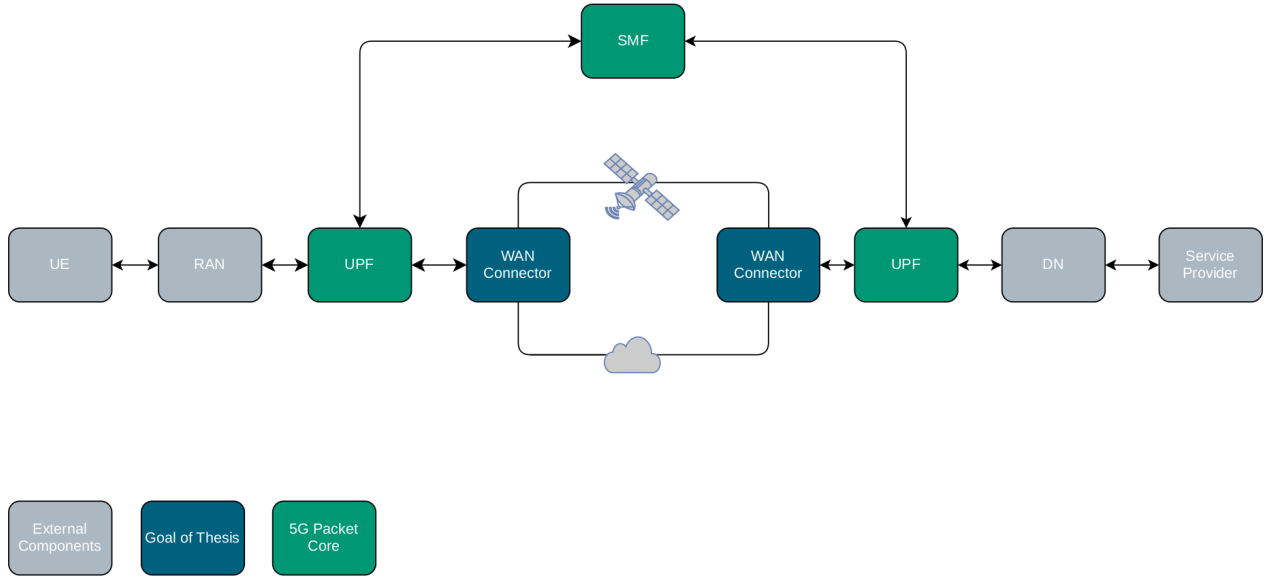 SMF
UE
RAN
UPF
WAN
Connector
WAN
Connector
UPF
DN
Service
Provider
External
Components
Goal of Thesis
5G Packet
Core